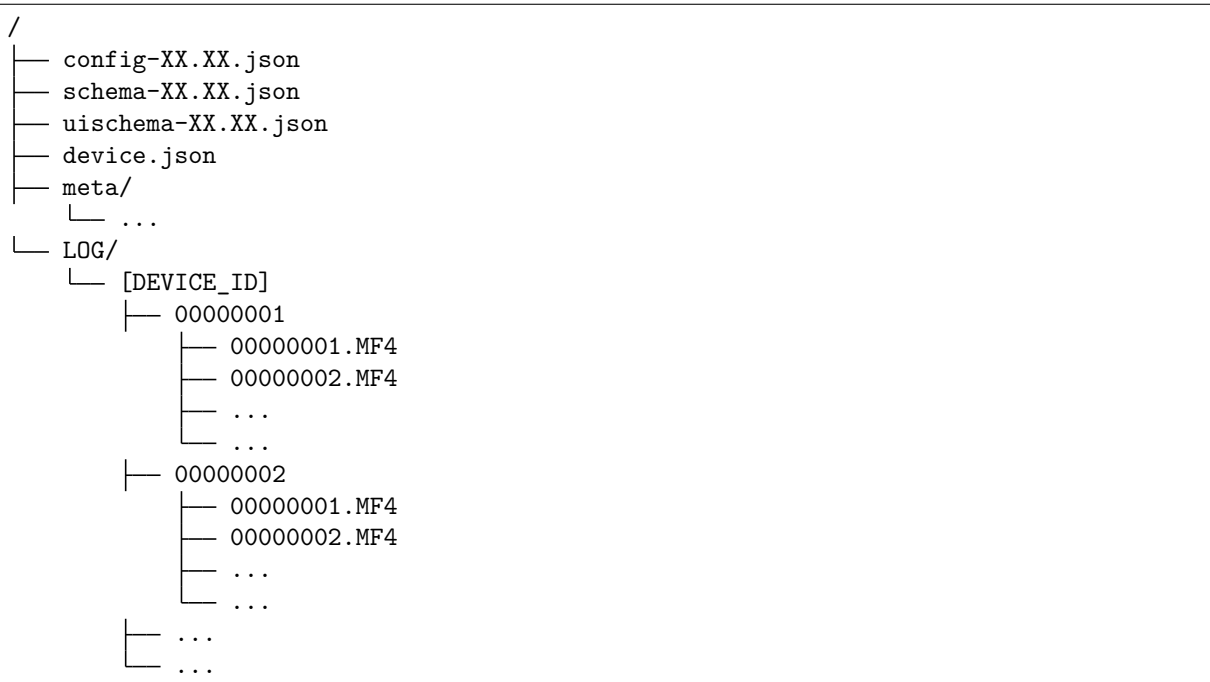 /
├── config-XX.XX.json
├── schema-XX.XX.json
├── uischema-XX.XX.json
├── device.json
├── meta/
    └── ...
└── LOG/
    └── [DEVICE_ID]
        ├── 00000001
            ├── 00000001.MF4
            ├── 00000002.MF4
            ├── ...
            └── ...
        ├── 00000002
            ├── 00000001.MF4
            ├── 00000002.MF4
            ├── ...
            └── ...
        ├── ...
        └── ...